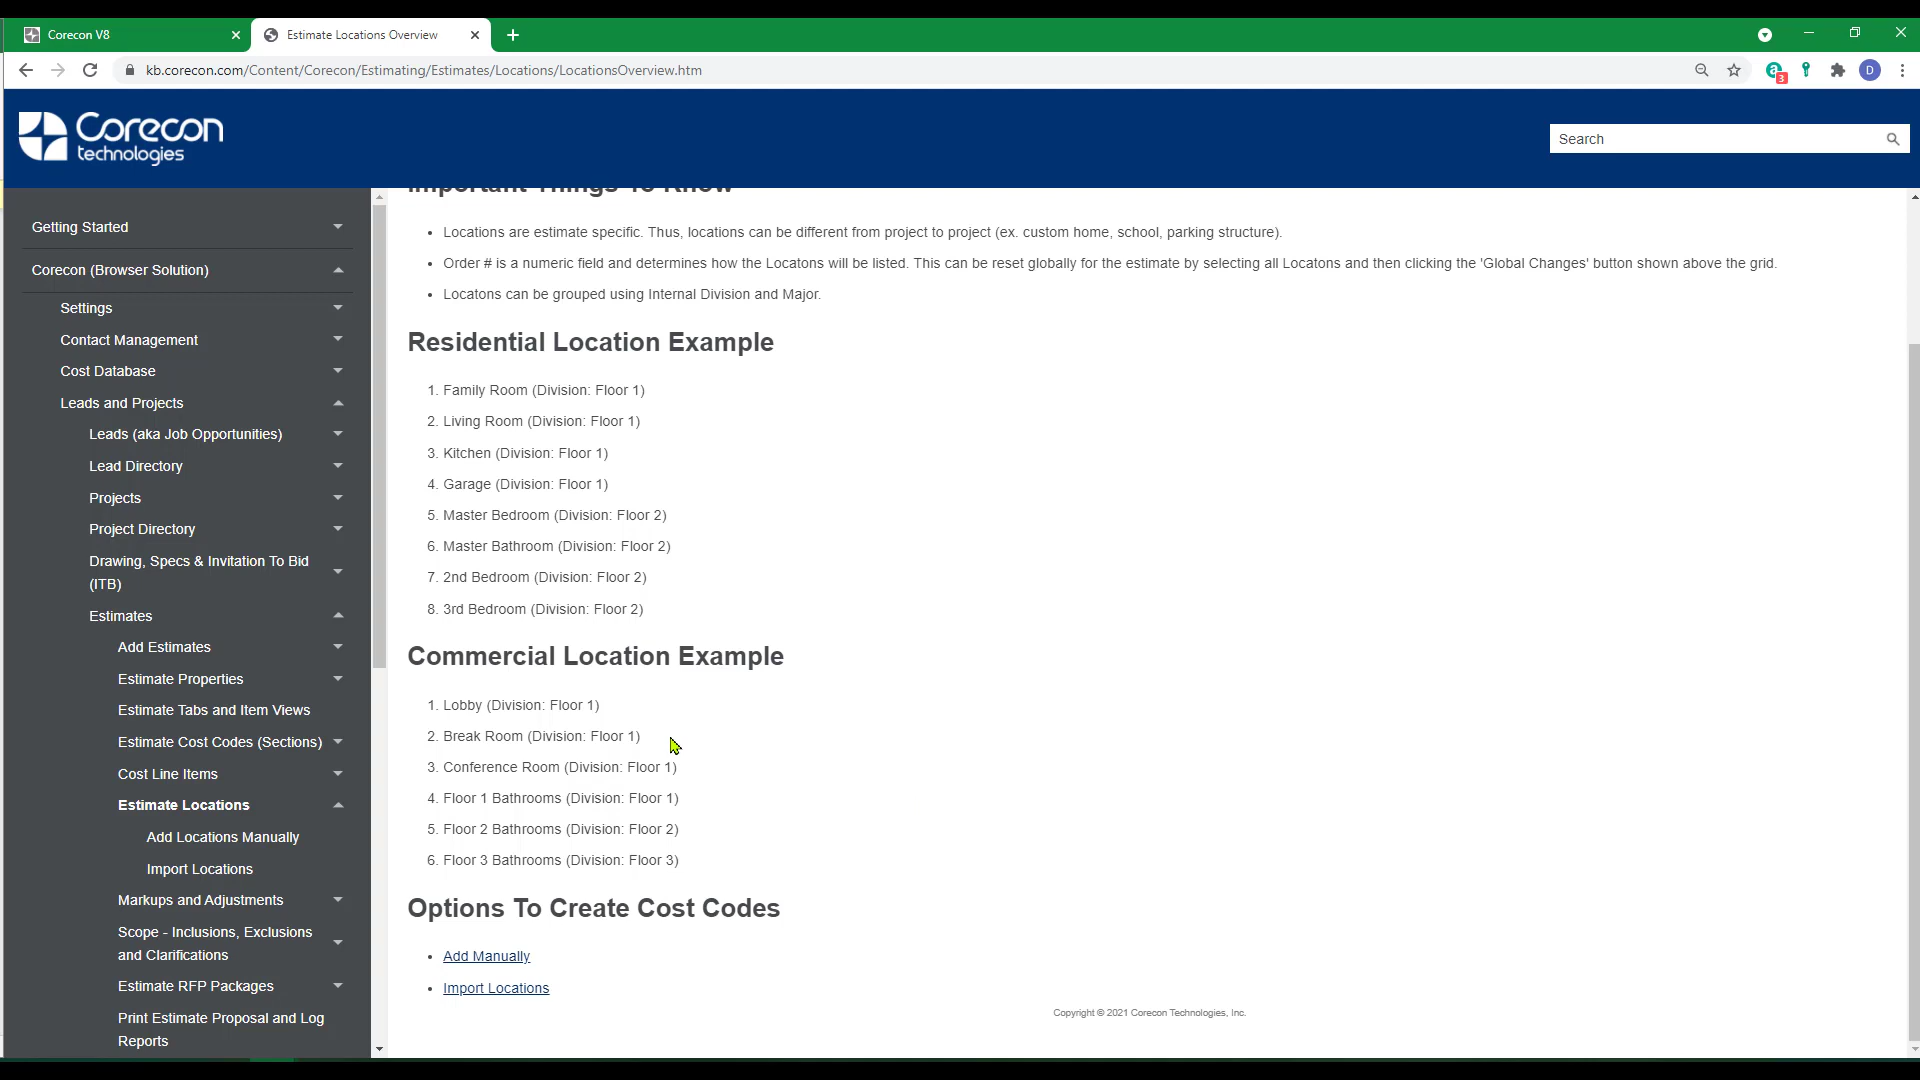 Corecon V8
Estimate Locations Overview
kb.corecon.com/Content/Corecon/Estimating/Estimates/Locations/LocationsOverview.htm
3
D
Corecon
technologies
Search
Getting Started
Corecon (Browser Solution)
Settings
Contact Management
Cost Database
Leads and Projects
Leads (aka Job Opportunities)
Lead Directory
Projects
Project Directory
Drawing, Specs & Invitation To Bid
(ITB)
Estimates
Add Estimates
Estimate Properties
Estimate Tabs and Item Views
Estimate Cost Codes (Sections)
Cost Line Items
Estimate Locations
Add Locations Manually
Import Locations
Markups and Adjustments
Scope - Inclusions, Exclusions
and Clarifications
Estimate RFP Packages
Print Estimate Proposal and Log
Reports
Important Things To Know
• Locations are estimate specific. Thus, locations can be different from project to project (ex. custom home, school, parking structure).
• Order # is a numeric field and determines how the Locatons will be listed. This can be reset globally for the estimate by selecting all Locatons and then clicking the 'Global Changes' button shown above the grid.
• Locatons can be grouped using Internal Division and Major.
Residential Location Example
1. Family Room (Division: Floor 1)
2. Living Room (Division: Floor 1)
3. Kitchen (Division: Floor 1)
4. Garage (Division: Floor 1)
5. Master Bedroom (Division: Floor 2)
6. Master Bathroom (Division: Floor 2)
7. 2nd Bedroom (Division: Floor 2)
8. 3rd Bedroom (Division: Floor 2)
Commercial Location Example
1. Lobby (Division: Floor 1)
2. Break Room (Division: Floor 1)
3. Conference Room (Division: Floor 1)
4. Floor 1 Bathrooms (Division: Floor 1)
5. Floor 2 Bathrooms (Division: Floor 2)
6. Floor 3 Bathrooms (Division: Floor 3)
Options To Create Cost Codes
• Add Manually
• Import Locations
Copyright © 2021 Corecon Technologies, Inc.